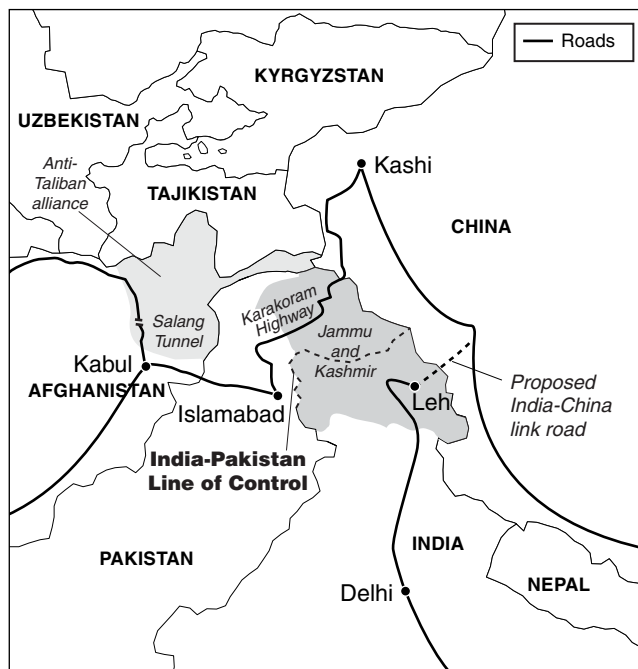 Roads
KYRGYZSTAN
UZBEKISTAN
Anti-
Taliban
alliance
TAJIKISTAN
Kashi
CHINA
Karakoram
Highway
Salang
Tunnel
Jammu
and
Kashmir
Kabul
AFGHANISTAN
Islamabad
Leh
Proposed
India-China
link road
India-Pakistan
Line of Control
PAKISTAN
INDIA
NEPAL
Delhi